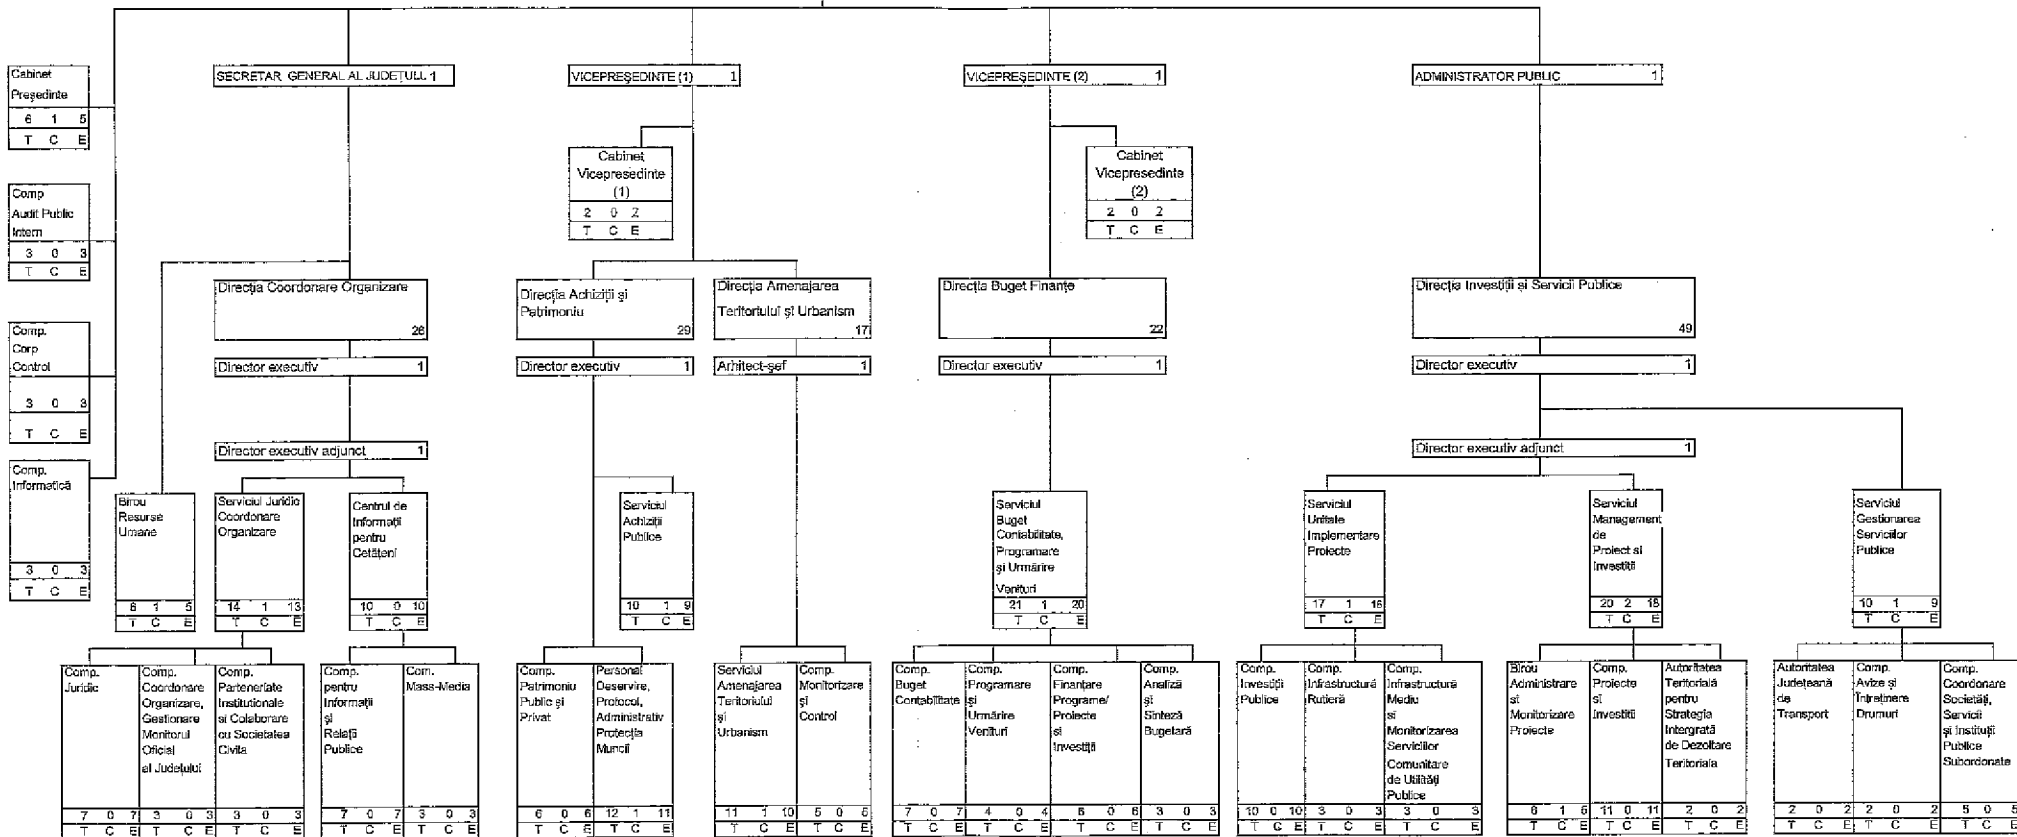 SECRETAR GENERAL AL JUDEȚULU 1
VICEPREȘEDINTE (1) 1
VICEPREȘEDINTE (2) 1
ADMINISTRATOR PUBLIC 1
Cabinet
Președinte
6 1 5
T C E
Comp
Audit Public
Intern
3 0 3
T C E
Comp.
Corp
Control
3 0 3
T C E
Comp.
Informatică
3 0 3
T C E
Cabinet
Vicepresedinte
(1)
2 0 2
T C E
Cabinet
Vicepresedinte
(2)
2 0 2
T C E
Direcția Coordonare Organizare
26
Director executiv 1
Director executiv adjunct 1
Direcția Achiziții și
Patrimoniu
29
Director executiv 1
Direcția Amenajarea
Teritoriului și Urbanism
17
Arhitect-șef 1
Direcția Buget Finanțe
22
Director executiv 1
Direcția Investiții și Servicii Publice
49
Director executiv 1
Director executiv adjunct 1
Birou
Resurse
Umane
6 1 5
T C E
Serviciul Juridic
Coordonare
Organizare
14 1 13
T C E
Centrul de
Informații
pentru
Cetățeni
10 0 10
T C E
Serviciul
Achiziții
Publice
10 1 9
T C E
Serviciul
Buget
Contabilitate,
Programare
și Urmărire
Venituri
21 1 20
T C E
Serviciul
Unitate
Implementare
Proiecte
17 1 16
T C E
Serviciul
Management
de
Proiect si
Investiții
20 2 18
T C E
Serviciul
Gestionarea
Serviciilor
Publice
10 1 9
T C E
Comp.
Juridic
7 0 7
T C E
Comp.
Coordonare
Organizare,
Gestionare
Monitorul
Oficial
al Județului
3 0 3
T C E
Comp.
Parteneriate
Institutionale
si Colaborare
cu Societatea
Civila
3 0 3
T C E
Comp.
pentru
Informații
și
Relații
Publice
7 0 7
T C E
Com.
Mass-Media
3 0 3
T C E
Comp.
Patrimoniu
Public și
Privat
6 0 6
T C E
Personal
Deservire,
Protocol,
Administrativ
Protecția
Muncii
12 1 11
T C E
Serviciul
Amenajarea
Teritoriului
și
Urbanism
11 1 10
T C E
Comp.
Monitorizare
și
Control
5 0 5
T C E
Comp.
Buget
Contabilitate
7 0 7
T C E
Comp.
Programare
și
Urmărire
Venituri
4 0 4
T C E
Comp.
Finanțare
Programe/
Proiecte
si
Investiții
6 0 6
T C E
Comp.
Analiză
și
Sinteză
Bugetară
3 0 3
T C E
Comp.
Investiții
Publice
10 0 10
T C E
Comp.
Infrastructură
Rutieră
3 0 3
T C E
Comp.
Infrastructură
Mediu
si
Monitorizarea
Serviciilor
Comunitare
de Utilități
Publice
3 0 3
T C E
Birou
Administrare
si
Monitorizare
Proiecte
6 1 5
T C E
Comp.
Proiecte
si
Investitii
11 0 11
T C E
Autoritatea
Teritorială
pentru
Strategia
Intergrată
de Dezoltare
Teritoriala
2 0 2
T C E
Autoritatea
Județeană
de
Transport
2 0 2
T C E
Comp.
Avize și
Întreținere
Drumuri
2 0 2
T C E
Comp.
Coordonare
Societăți,
Servicii
și Instituții
Publice
Subordonate
5 0 5
T C E